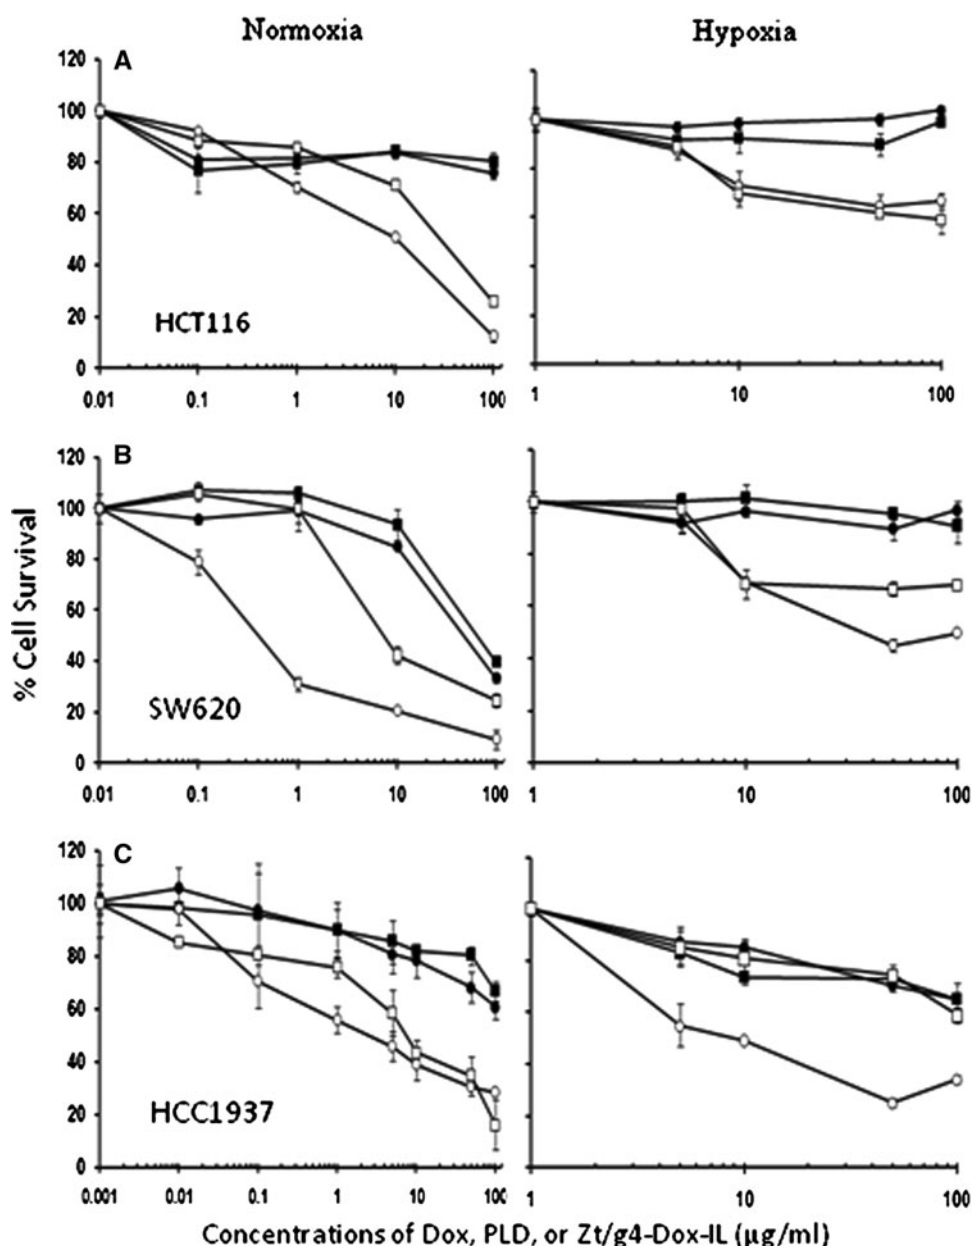 Normoxia Hypoxia
A
120
100
80
60
40
20
0
HCT116
0.01 0.1 1 10 100
1 10 100
B
120
100
80
60
40
20
0
SW620
0.01 0.1 1 10 100
1 10 100
% Cell Survival
C
120
100
80
60
40
20
0
HCC1937
0.001 0.01 0.1 1 10 100
1 10 100
Concentrations of Dox, PLD, or Zt/g4-Dox-IL (µg/ml)